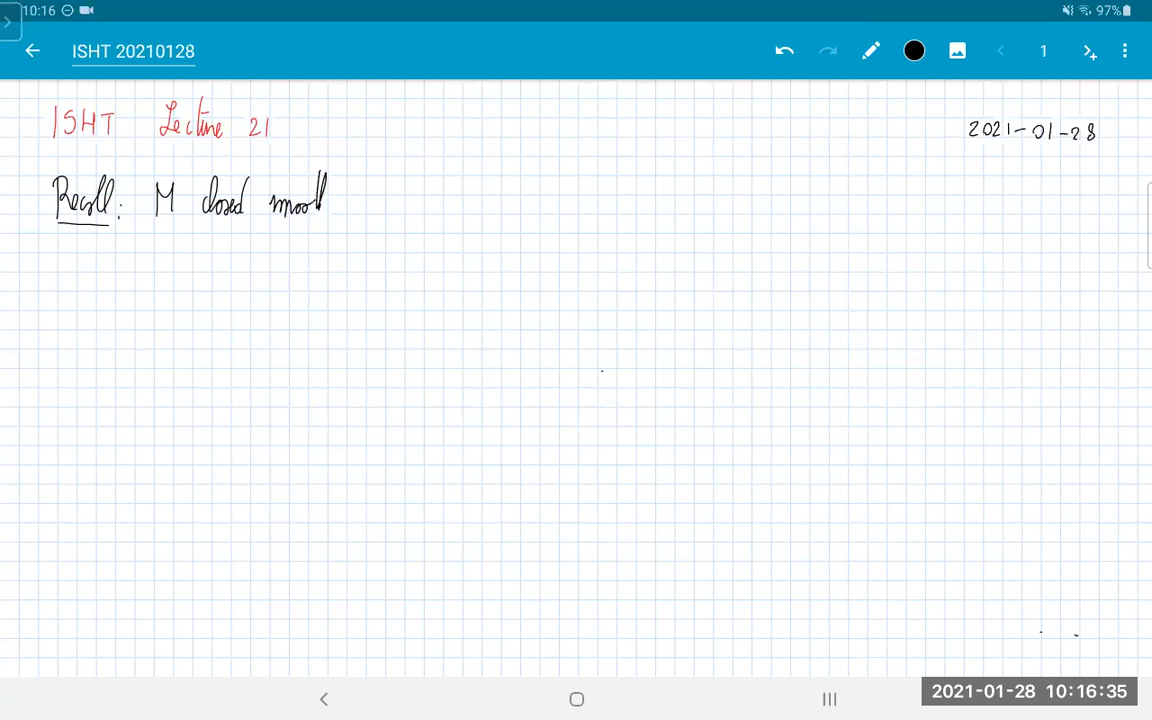 10:16 97%
ISHT 20210128 1
ISHT Lecture 21 2021-01-28
Recall: M closed smooth
2021-01-28 10:16:35